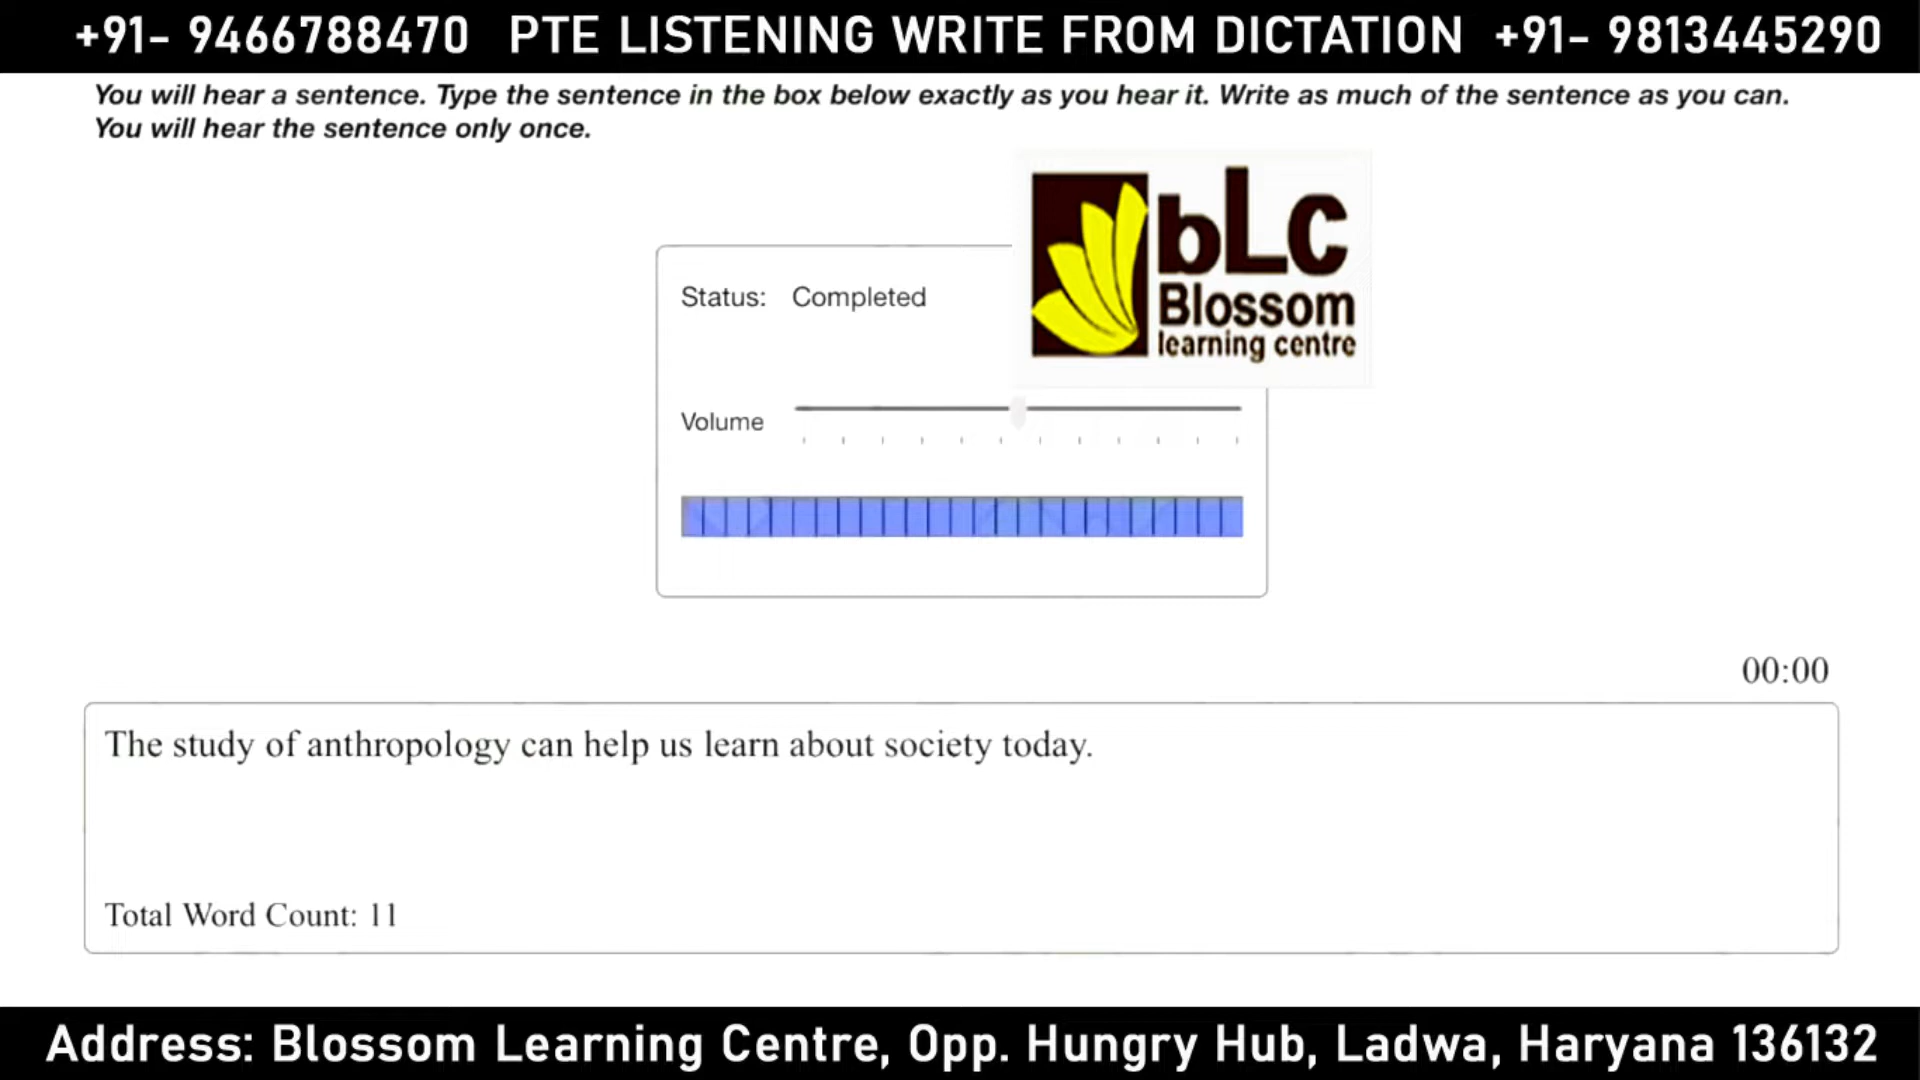 +91- 9466788470 PTE LISTENING WRITE FROM DICTATION +91- 9813445290
You will hear a sentence. Type the sentence in the box below exactly as you hear it. Write as much of the sentence as you can.
You will hear the sentence only once.
bLC
Blossom
learning centre
Status: Completed
Volume
00:00
The study of anthropology can help us learn about society today.
Total Word Count: 11
Address: Blossom Learning Centre, Opp. Hungry Hub, Ladwa, Haryana 136132